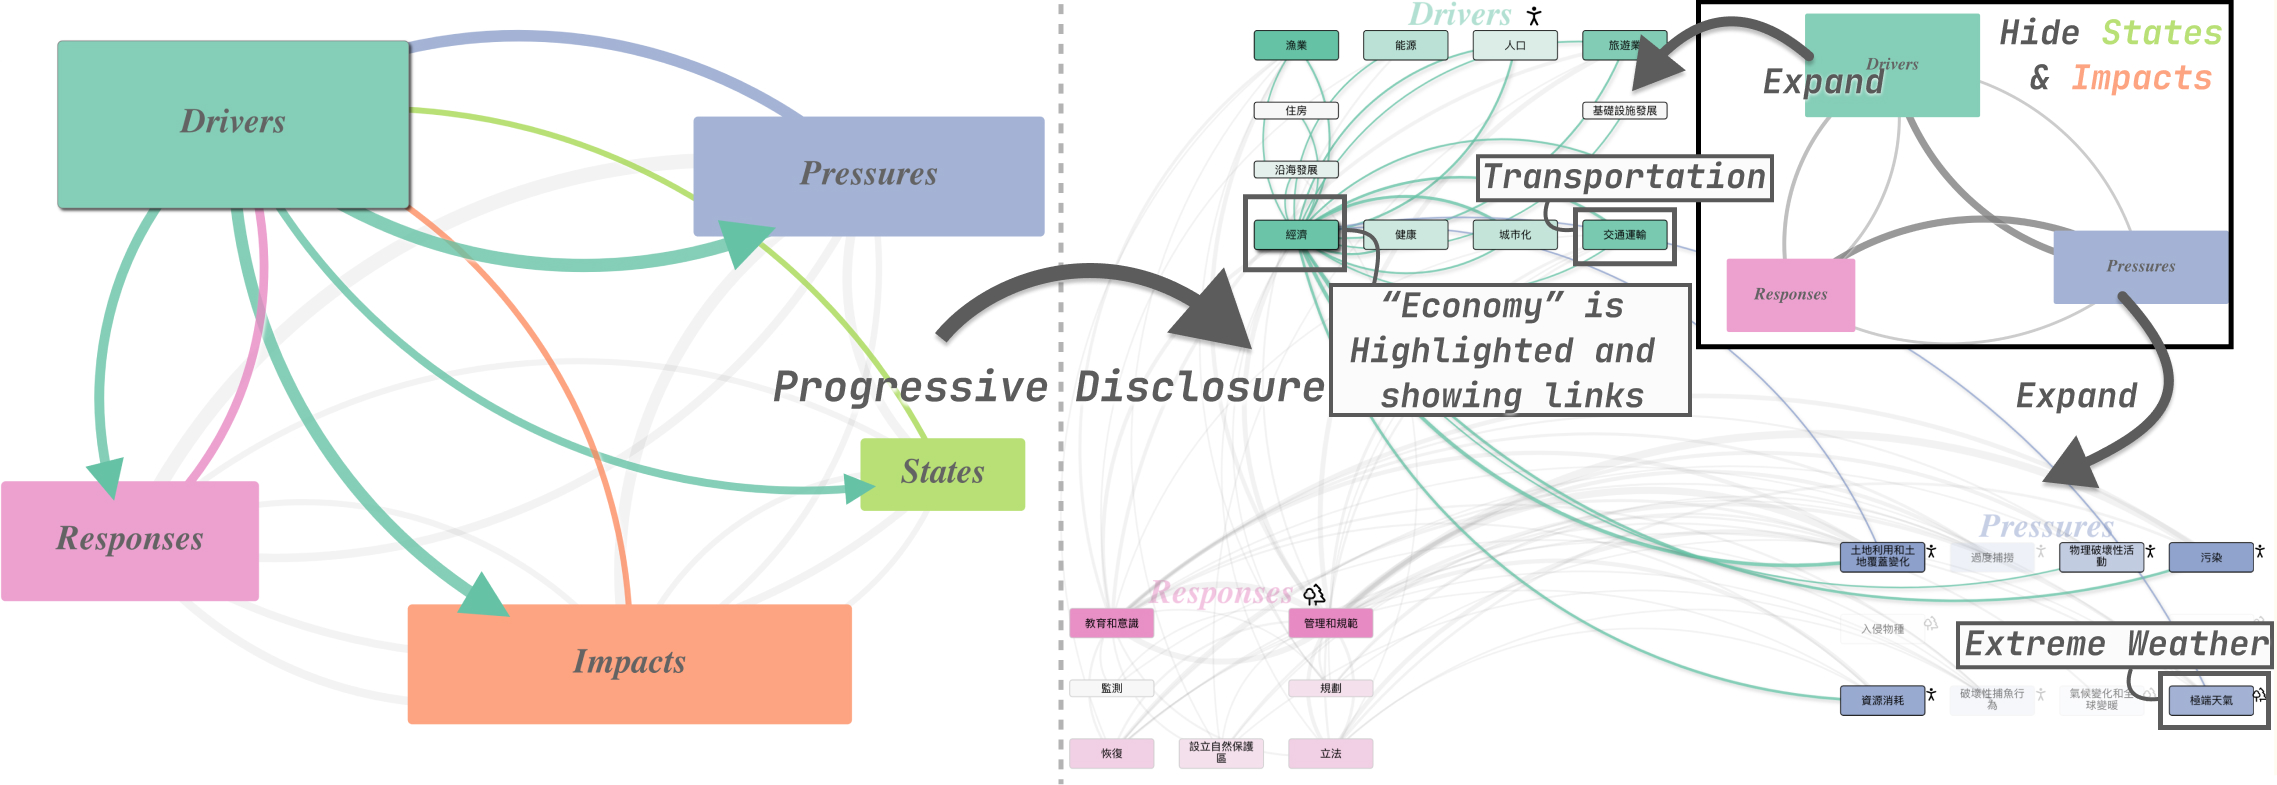 Drivers
Pressures
States
Responses
Impacts
Progressive Disclosure
Drivers
漁業
能源
人口
旅遊業
住房
基礎設施發展
沿海發展
Transportation
經濟
健康
城市化
交通運輸
“Economy” is
Highlighted and
showing links
Hide States
& Impacts
Drivers
Expand
Pressures
Responses
Expand
Pressures
土地利用和土
地覆蓋變化
過度捕撈
物理破壞性活
動
污染
入侵物種
Extreme Weather
資源消耗
破壞性捕魚行
為
氣候變化和全
球變暖
極端天氣
Responses
教育和意識
管理和規範
監測
規劃
恢復
設立自然保護
區
立法